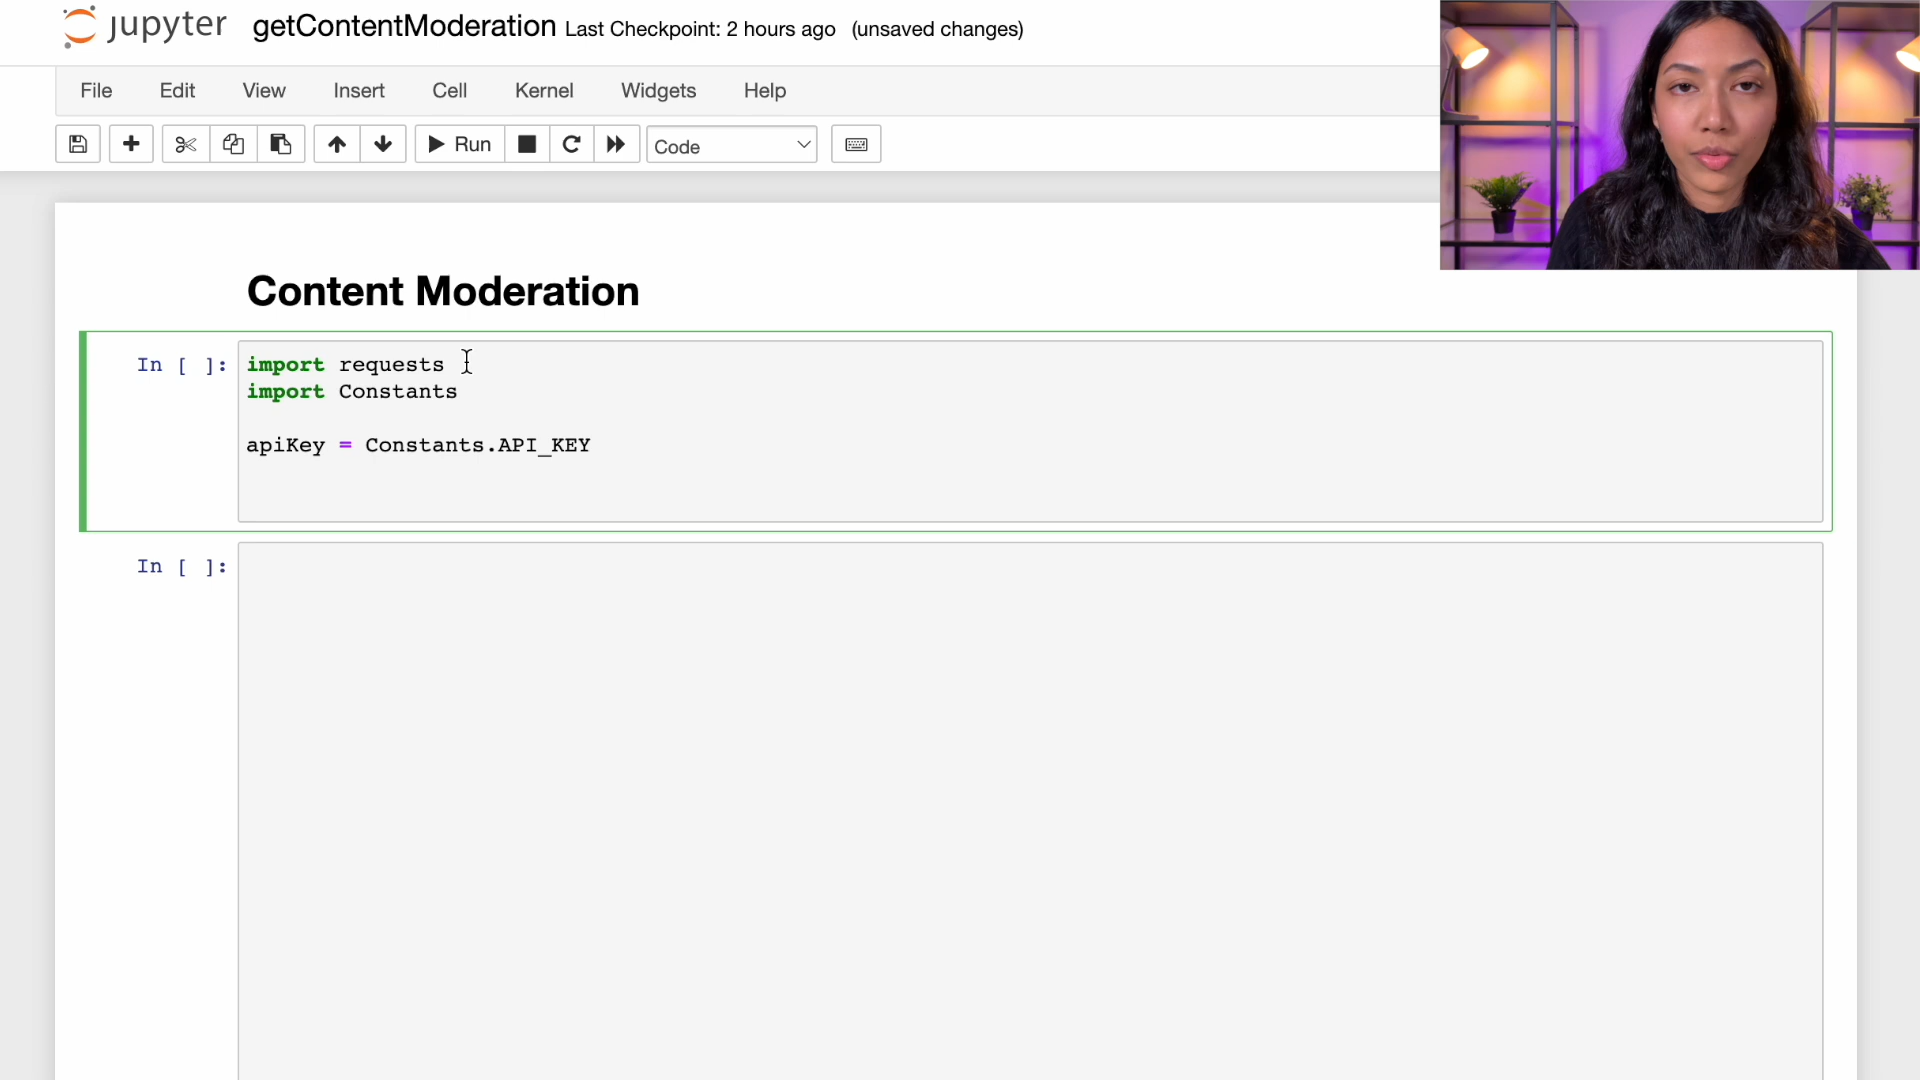 jupyter getContentModeration Last Checkpoint: 2 hours ago (unsaved changes)
File Edit View Insert Cell Kernel Widgets Help
Run Code
Content Moderation
In [ ]: import requests
import Constants
apiKey = Constants.API_KEY
In [ ]: